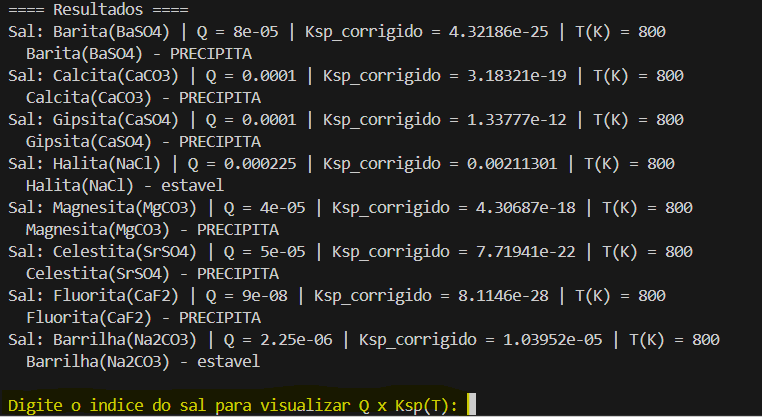 ==== Resultados ====
Sal: Barita(BaSO4) | Q = 8e-05 | Ksp_corrigido = 4.32186e-25 | T(K) = 800
  Barita(BaSO4) - PRECIPITA
Sal: Calcita(CaCO3) | Q = 0.0001 | Ksp_corrigido = 3.18321e-19 | T(K) = 800
  Calcita(CaCO3) - PRECIPITA
Sal: Gipsita(CaSO4) | Q = 0.0001 | Ksp_corrigido = 1.33777e-12 | T(K) = 800
  Gipsita(CaSO4) - PRECIPITA
Sal: Halita(NaCl) | Q = 0.000225 | Ksp_corrigido = 0.00211301 | T(K) = 800
  Halita(NaCl) - estavel
Sal: Magnesita(MgCO3) | Q = 4e-05 | Ksp_corrigido = 4.30687e-18 | T(K) = 800
  Magnesita(MgCO3) - PRECIPITA
Sal: Celestita(SrSO4) | Q = 5e-05 | Ksp_corrigido = 7.71941e-22 | T(K) = 800
  Celestita(SrSO4) - PRECIPITA
Sal: Fluorita(CaF2) | Q = 9e-08 | Ksp_corrigido = 8.1146e-28 | T(K) = 800
  Fluorita(CaF2) - PRECIPITA
Sal: Barrilha(Na2CO3) | Q = 2.25e-06 | Ksp_corrigido = 1.03952e-05 | T(K) = 800
  Barrilha(Na2CO3) - estavel
Digite o indice do sal para visualizar Q x Ksp(T):